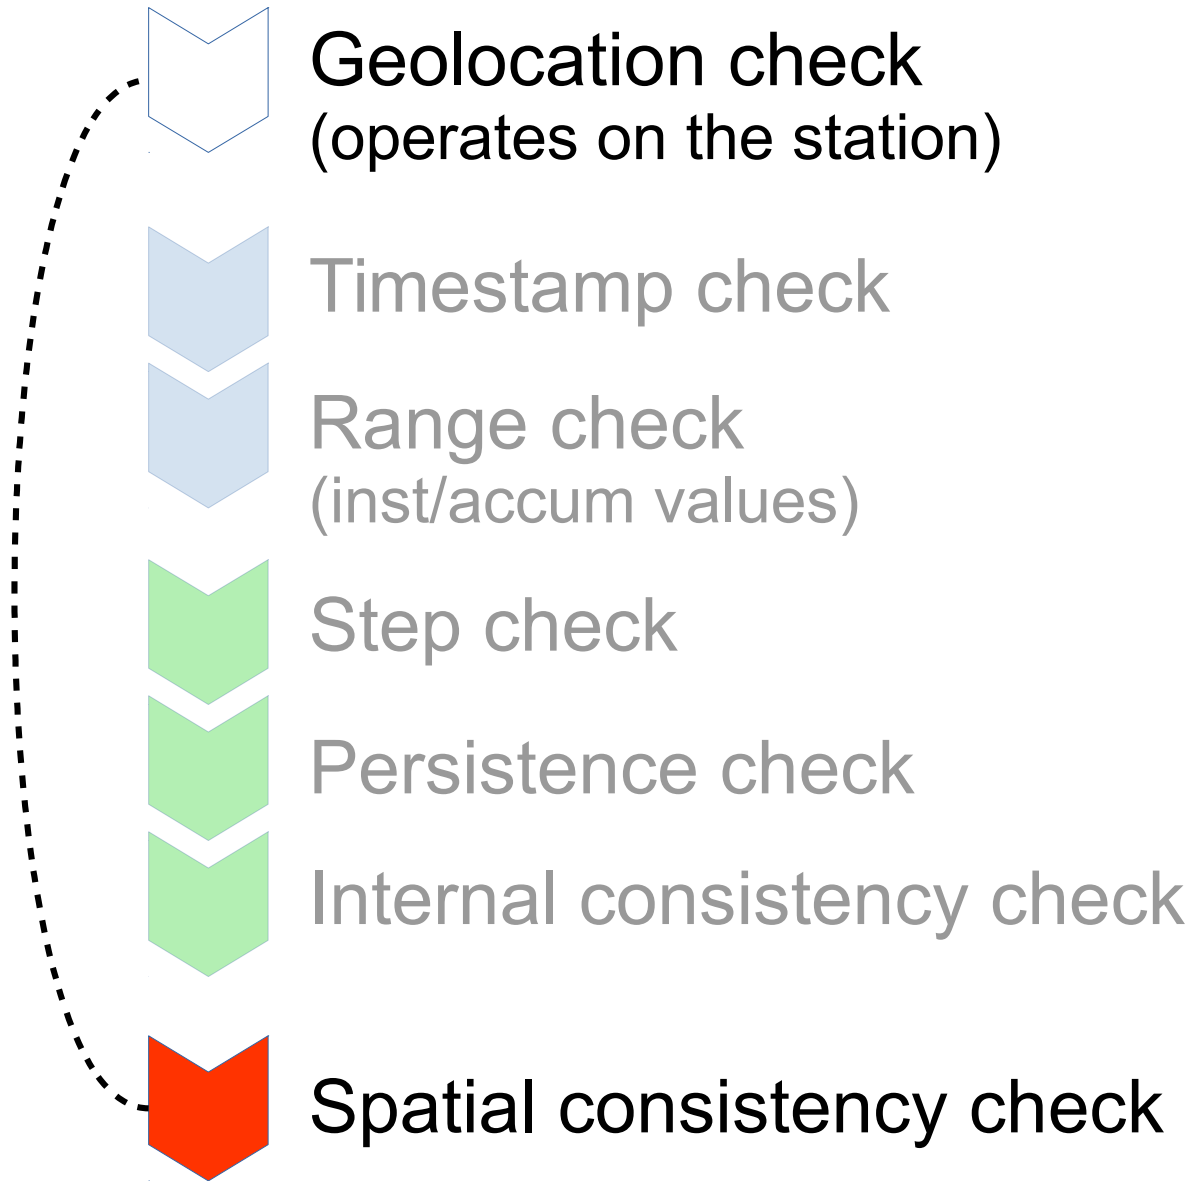 Geolocation check
(operates on the station)
Timestamp check
Range check
(inst/accum values)
Step check
Persistence check
Internal consistency check
Spatial consistency check